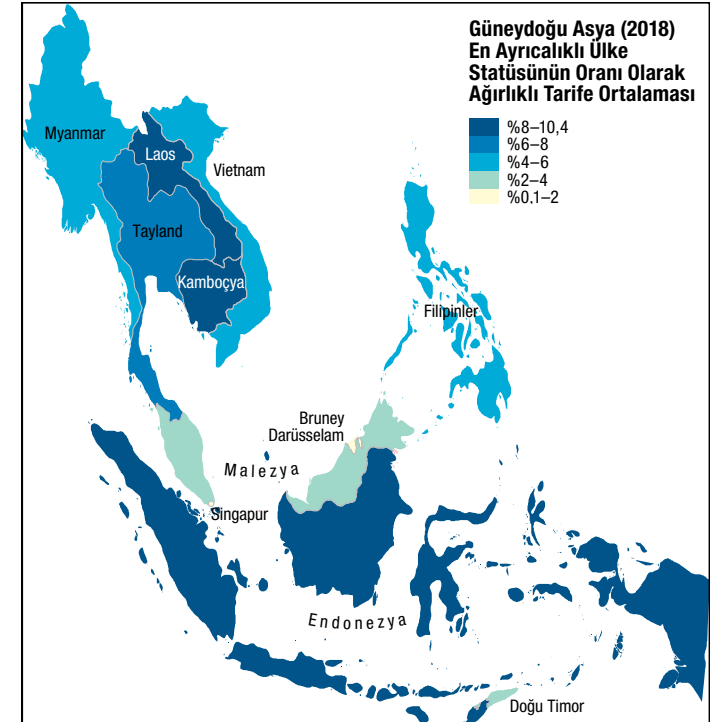 Güneydoğu Asya (2018)
En Ayrıcalıklı Ülke
Statüsünün Oranı Olarak
Ağırlıklı Tarife Ortalaması
%8–10,4
%6–8
%4–6
%2–4
%0,1–2
Myanmar
Laos
Vietnam
Tayland
Kamboçya
Filipinler
Bruney
Darüsselam
Malezya
Singapur
Endonezya
Doğu Timor